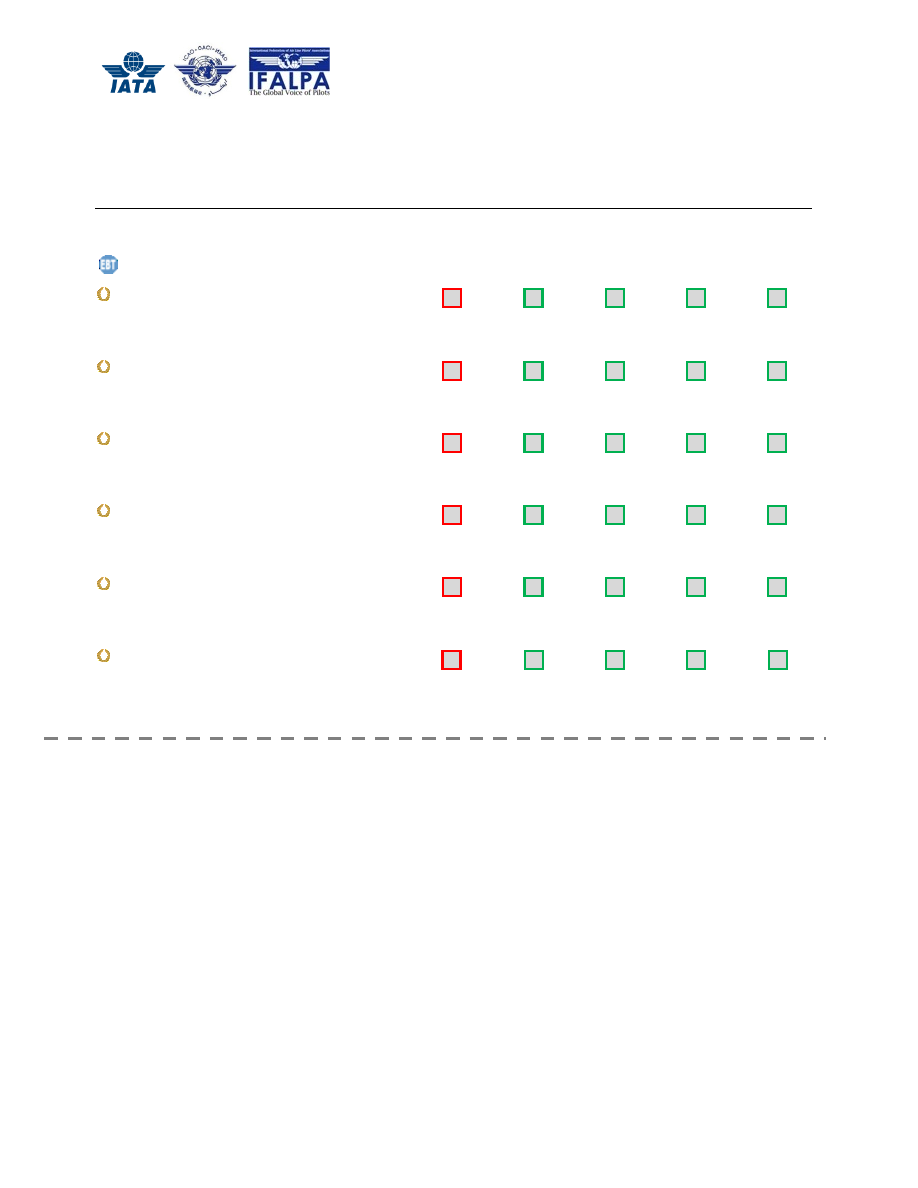 International Federation of Air Line Pilots' Associations
ICAO · OACI · ИКАО
IATA
IFALPA
The Global Voice of Pilots
EBT